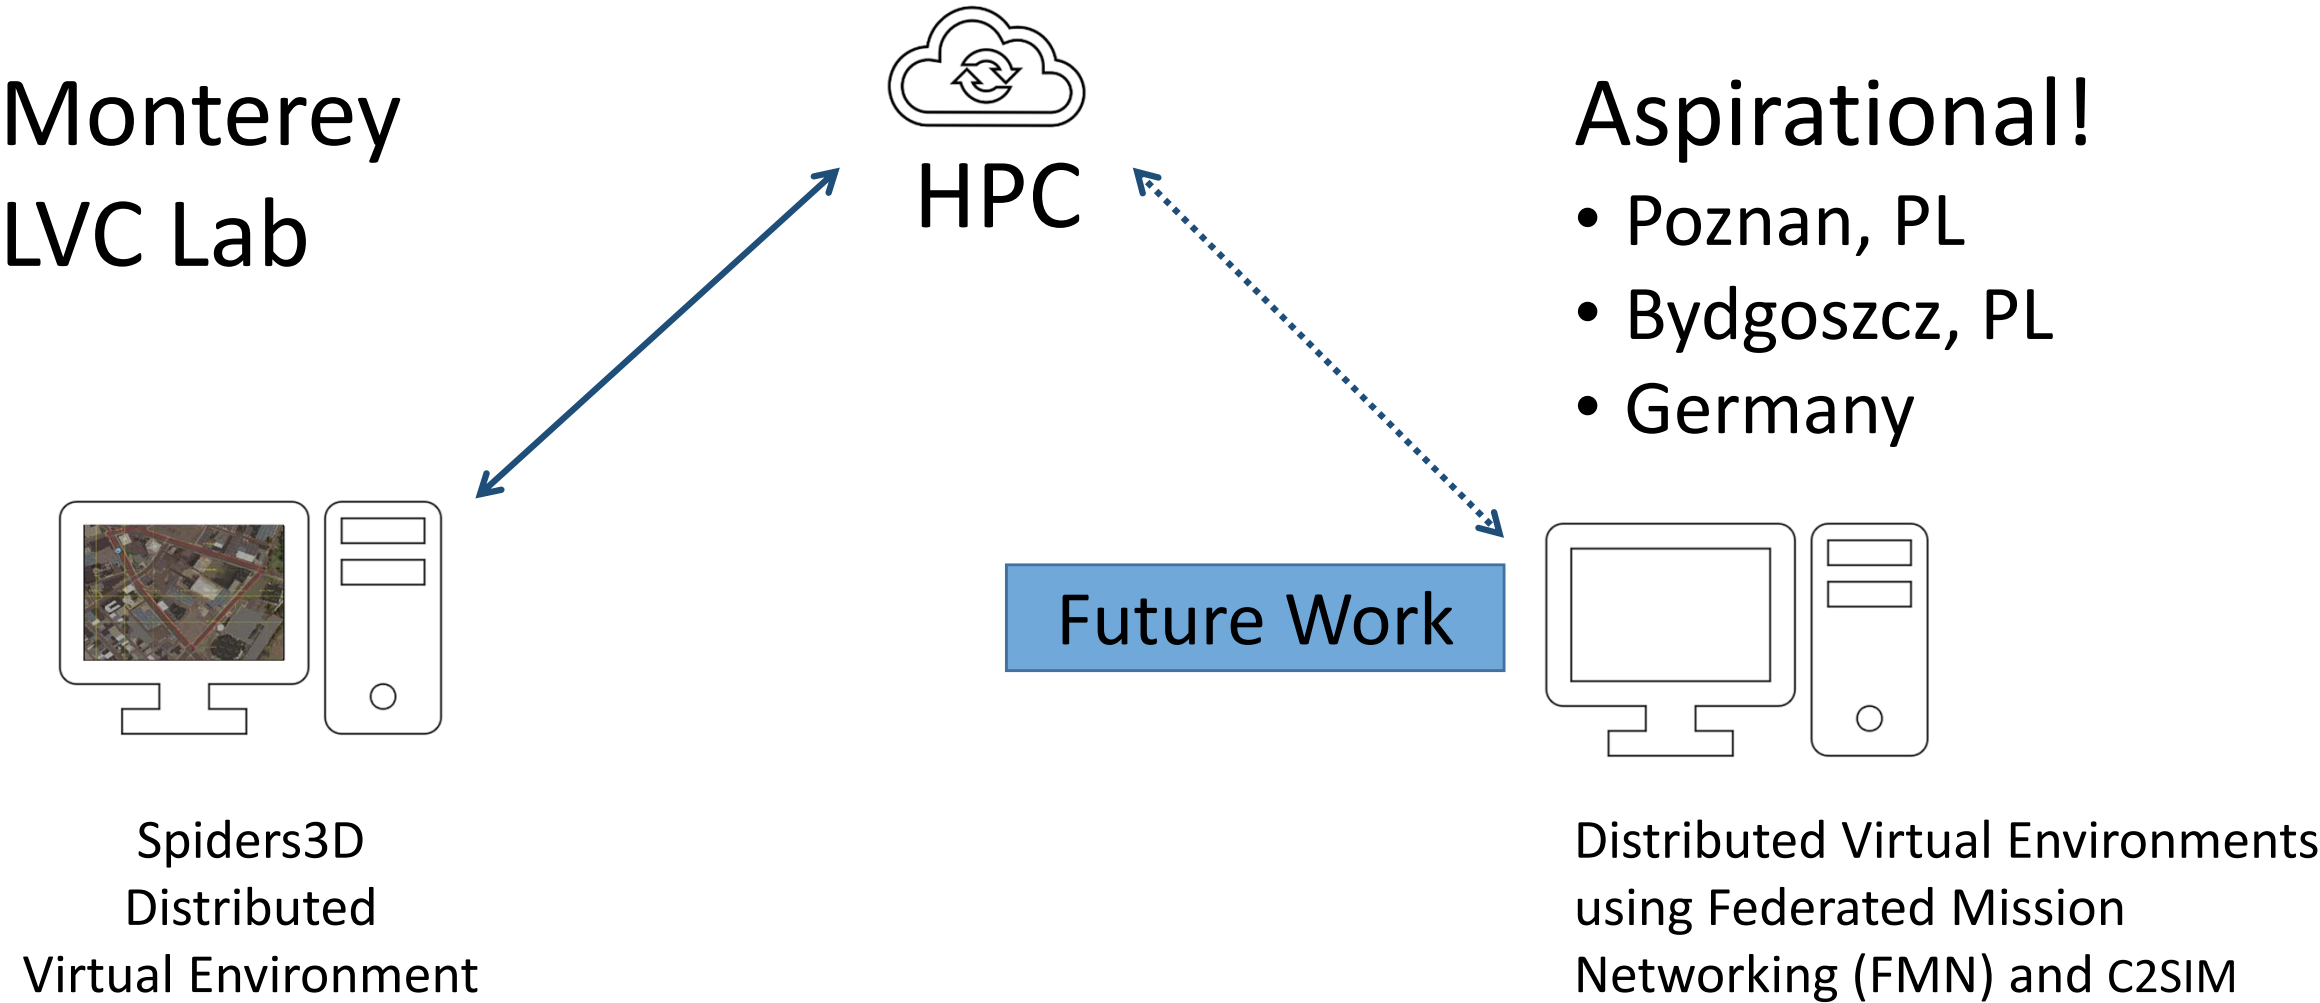 Monterey
LVC Lab
HPC
Aspirational!
• Poznan, PL
• Bydgoszcz, PL
• Germany
Future Work
Spiders3D
Distributed
Virtual Environment
Distributed Virtual Environments
using Federated Mission
Networking (FMN) and C2SIM